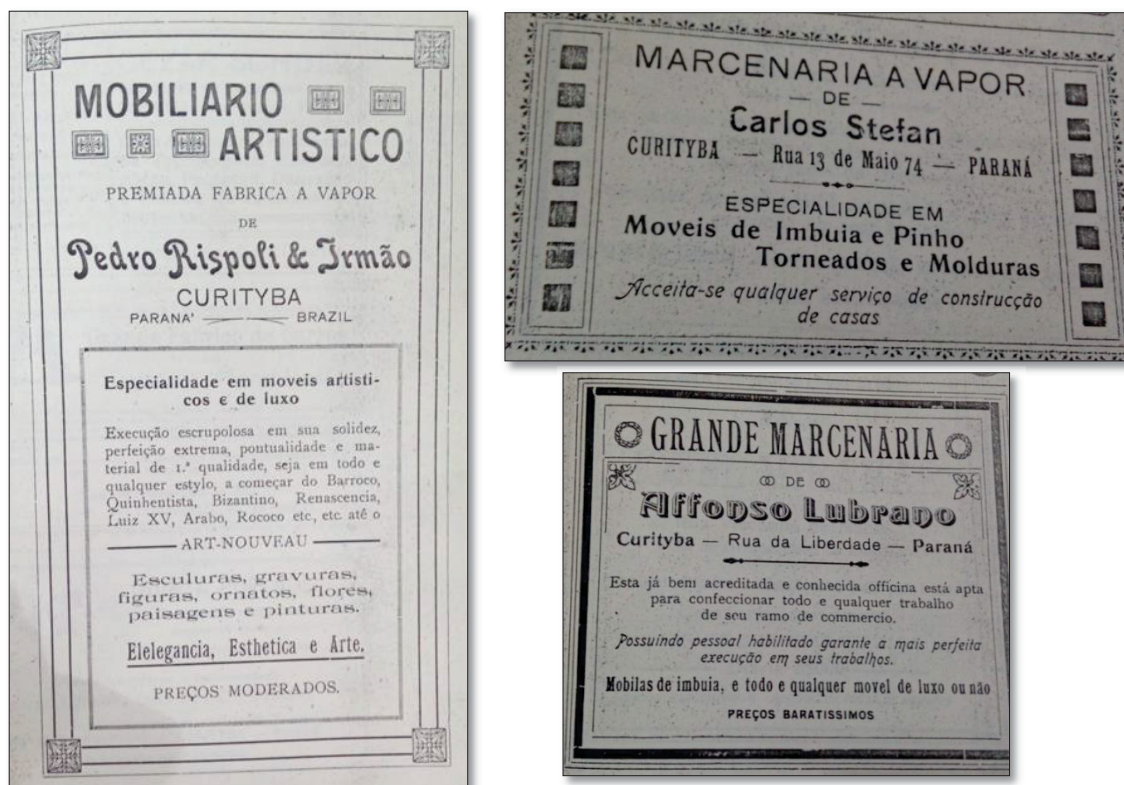 MOBILIARIO
ARTISTICO
PREMIADA FABRICA A VAPOR
DE
Pedro Rispoli & Irmão
CURITYBA
PARANA' BRAZIL
Especialidade em moveis artisti-
cos e de luxo
Execução escrupolosa em sua solidez,
perfeição extrema, pontualidade e ma-
terial de 1.ª qualidade, seja em todo e
qualquer estylo, a começar do Barroco,
Quinhentista, Bizantino, Renascencia,
Luiz XV, Arabo, Rococo etc, etc. até o
ART-NOUVEAU
Esculuras, gravuras,
figuras, ornatos, flores,
paisagens e pinturas.
Elelegancia, Esthetica e Arte.
PREÇOS MODERADOS.
MARCENARIA A VAPOR
— DE —
Carlos Stefan
CURITYBA — Rua 13 de Maio 74 — PARANÁ
ESPECIALIDADE EM
Moveis de Imbuia e Pinho
Torneados e Molduras
Acceita-se qualquer serviço de construcção
de casas
GRANDE MARCENARIA
DE
Affonso Lubrano
Curityba — Rua da Liberdade — Paraná
Esta já bem acreditada e conhecida officina está apta
para confeccionar todo e qualquer trabalho
de seu ramo de commercio.
Possuindo pessoal habilitado garante a mais perfeita
execução em seus trabalhos.
Mobilas de imbuia, e todo e qualquer movel de luxo ou não
PREÇOS BARATISSIMOS